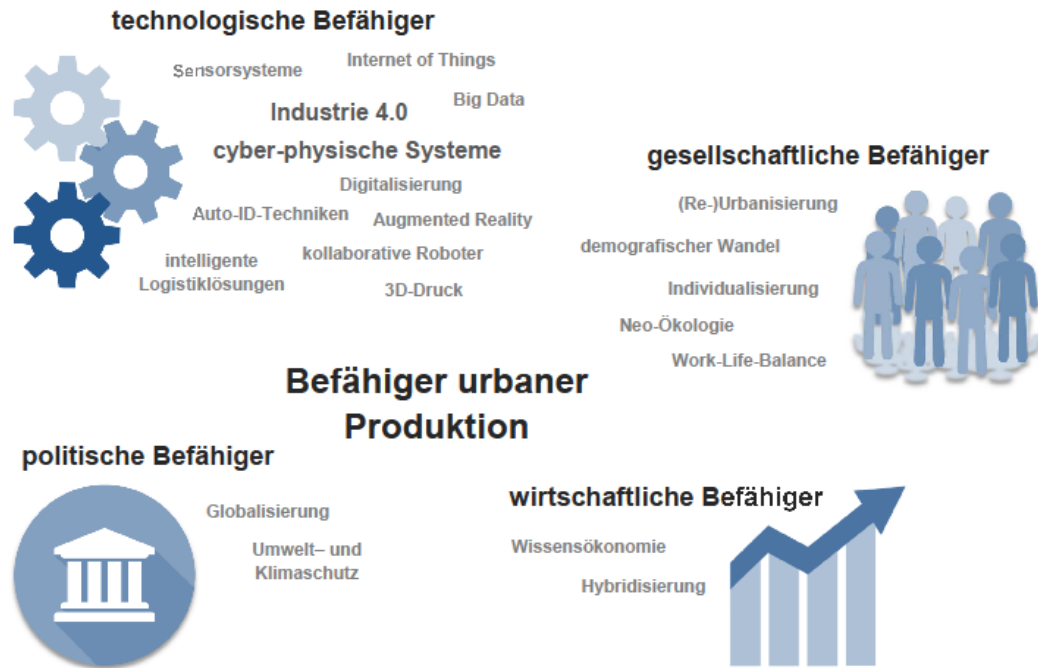 technologische Befähiger
Sensorsysteme
Internet of Things
Big Data
Industrie 4.0
cyber-physische Systeme
Digitalisierung
Auto-ID-Techniken
Augmented Reality
kollaborative Roboter
intelligente
Logistiklösungen
3D-Druck
gesellschaftliche Befähiger
(Re-)Urbanisierung
demografischer Wandel
Individualisierung
Neo-Ökologie
Work-Life-Balance
Befähiger urbaner
Produktion
politische Befähiger
Globalisierung
Umwelt– und
Klimaschutz
wirtschaftliche Befähiger
Wissensökonomie
Hybridisierung